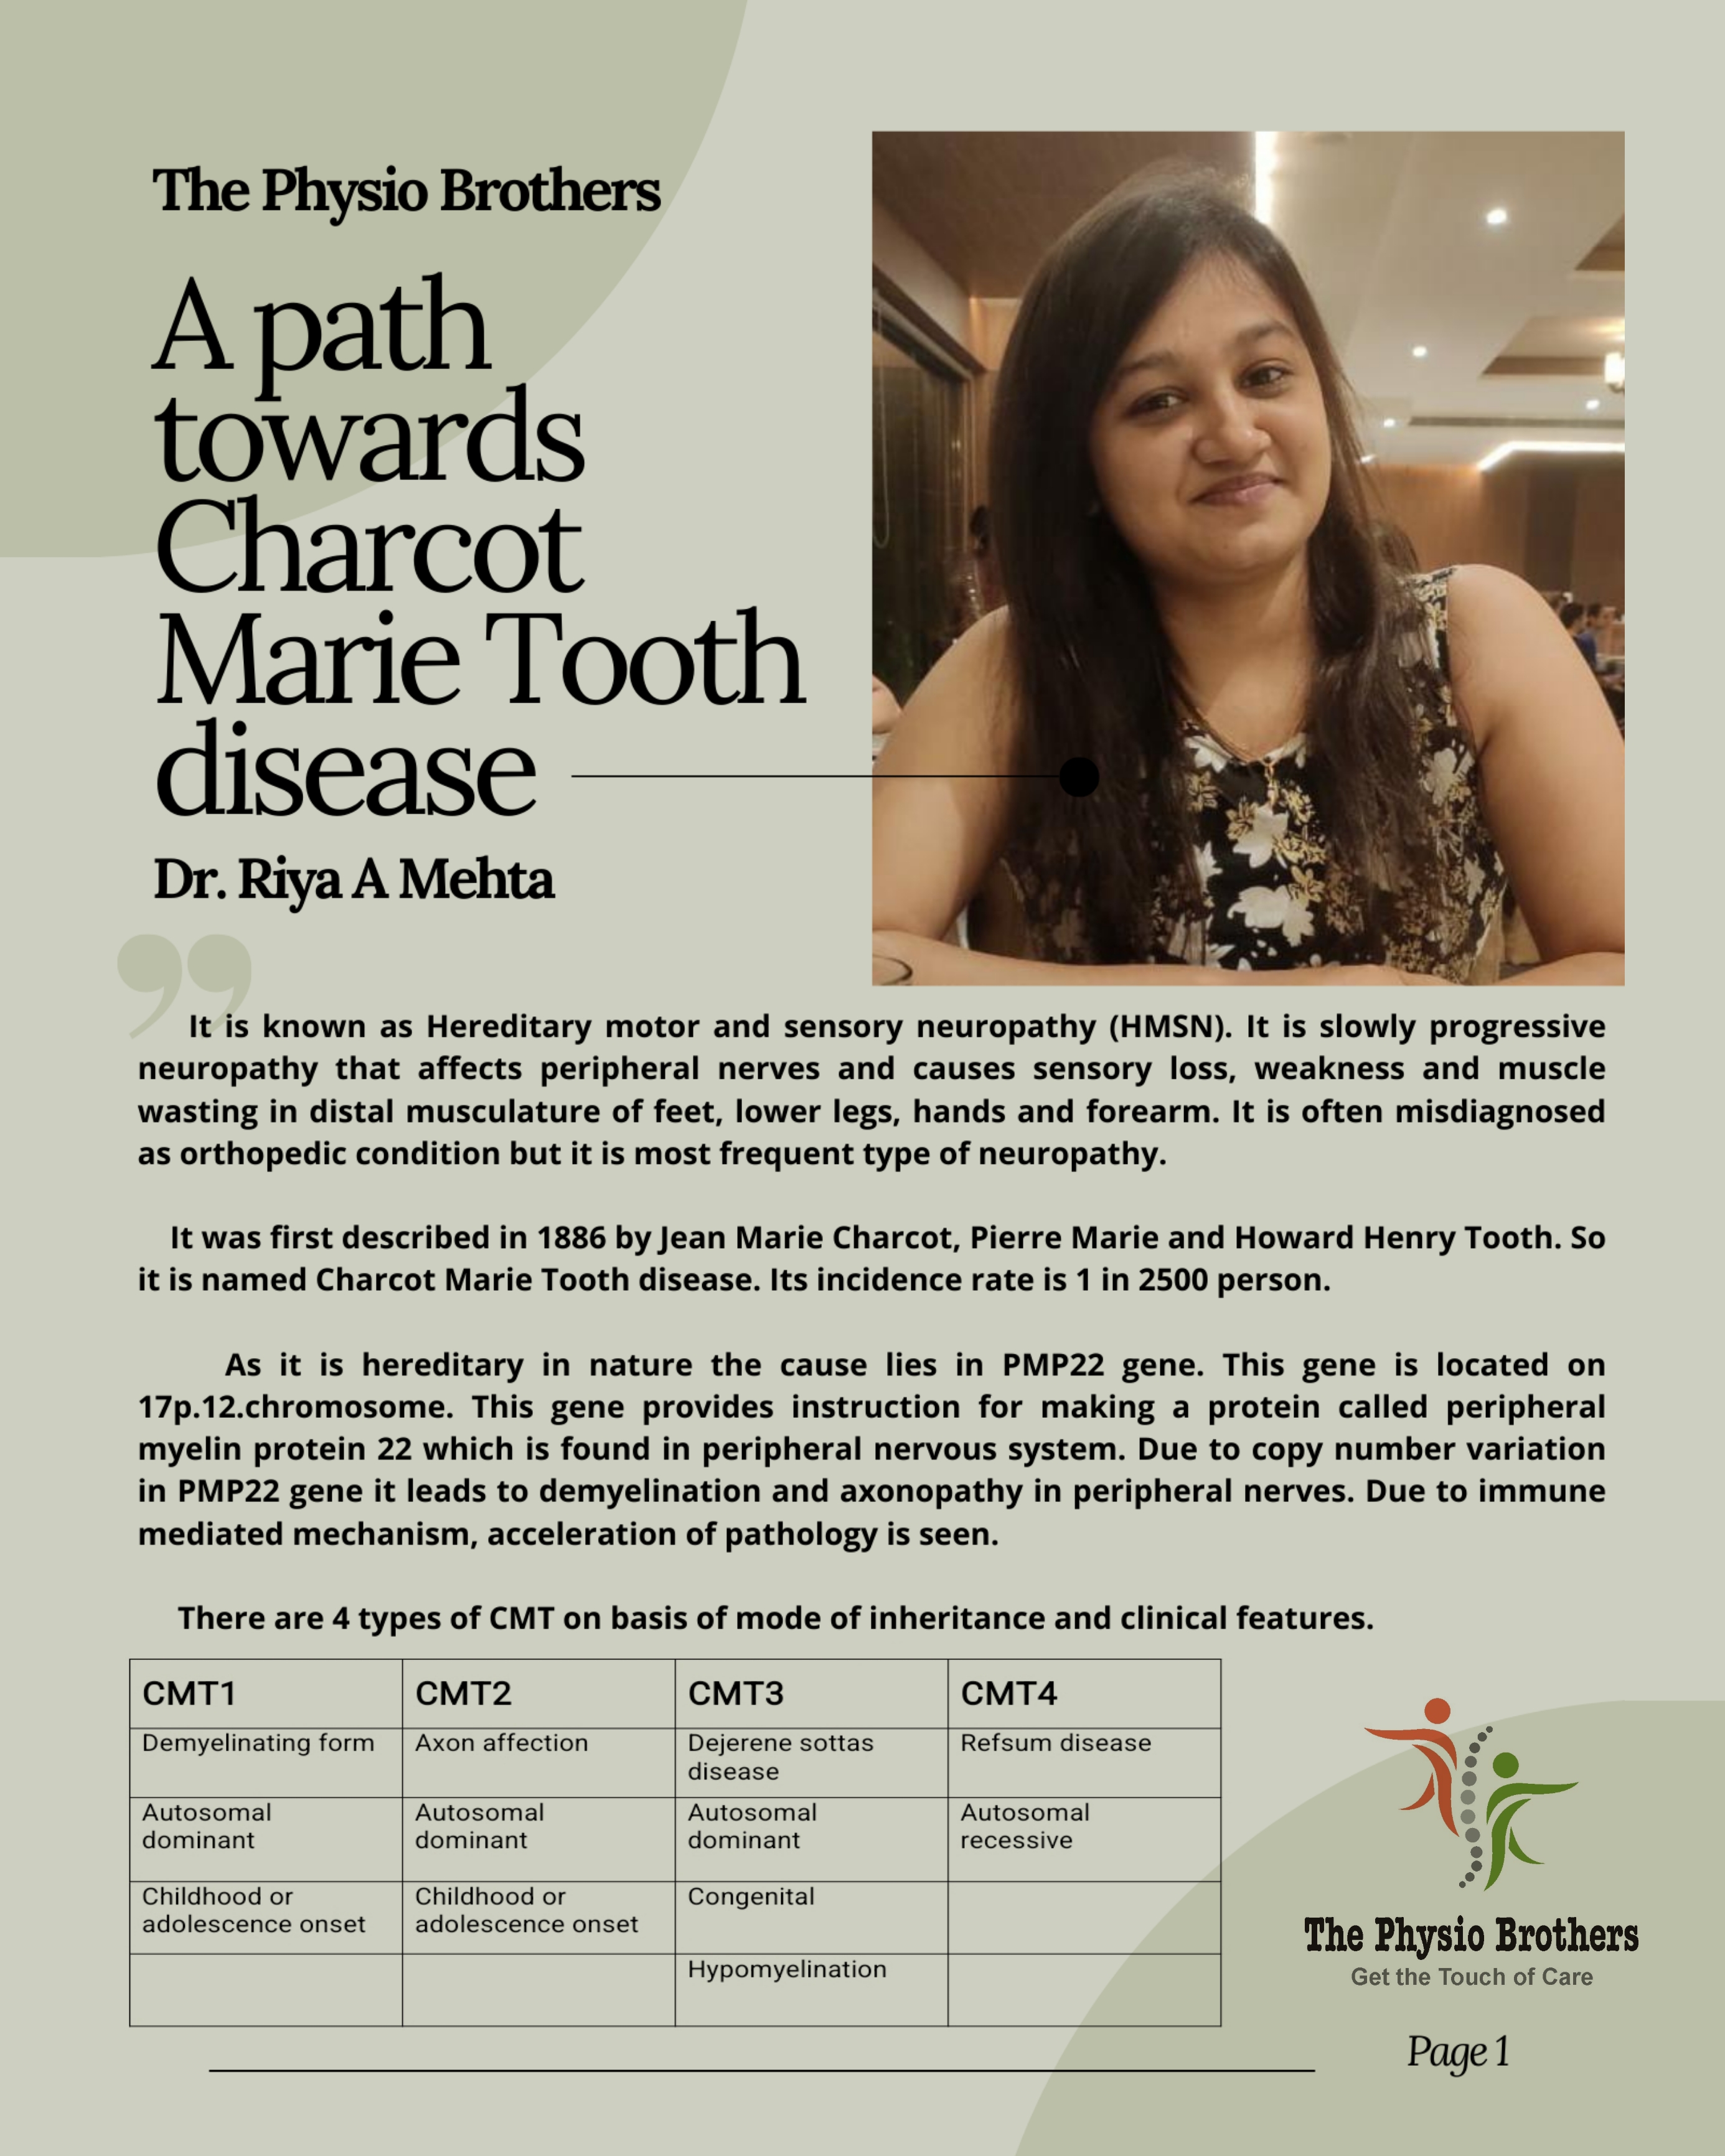 The Physio Brothers
A path
towards
Charcot
Marie Tooth
disease
Dr. Riya A Mehta
It is known as Hereditary motor and sensory neuropathy (HMSN). It is slowly progressive
neuropathy that affects peripheral nerves and causes sensory loss, weakness and muscle
wasting in distal musculature of feet, lower legs, hands and forearm. It is often misdiagnosed
as orthopedic condition but it is most frequent type of neuropathy.
It was first described in 1886 by Jean Marie Charcot, Pierre Marie and Howard Henry Tooth. So
it is named Charcot Marie Tooth disease. Its incidence rate is 1 in 2500 person.
As it is hereditary in nature the cause lies in PMP22 gene. This gene is located on
17p.12.chromosome. This gene provides instruction for making a protein called peripheral
myelin protein 22 which is found in peripheral nervous system. Due to copy number variation
in PMP22 gene it leads to demyelination and axonopathy in peripheral nerves. Due to immune
mediated mechanism, acceleration of pathology is seen.
There are 4 types of CMT on basis of mode of inheritance and clinical features.
CMT1 CMT2 CMT3 CMT4
Demyelinating form Axon affection Dejerene sottas Refsum disease
disease
Autosomal Autosomal Autosomal Autosomal
dominant dominant dominant recessive
Childhood or Childhood or Congenital
adolescence onset adolescence onset
Hypomyelination
The Physio Brothers
Get the Touch of Care
Page 1